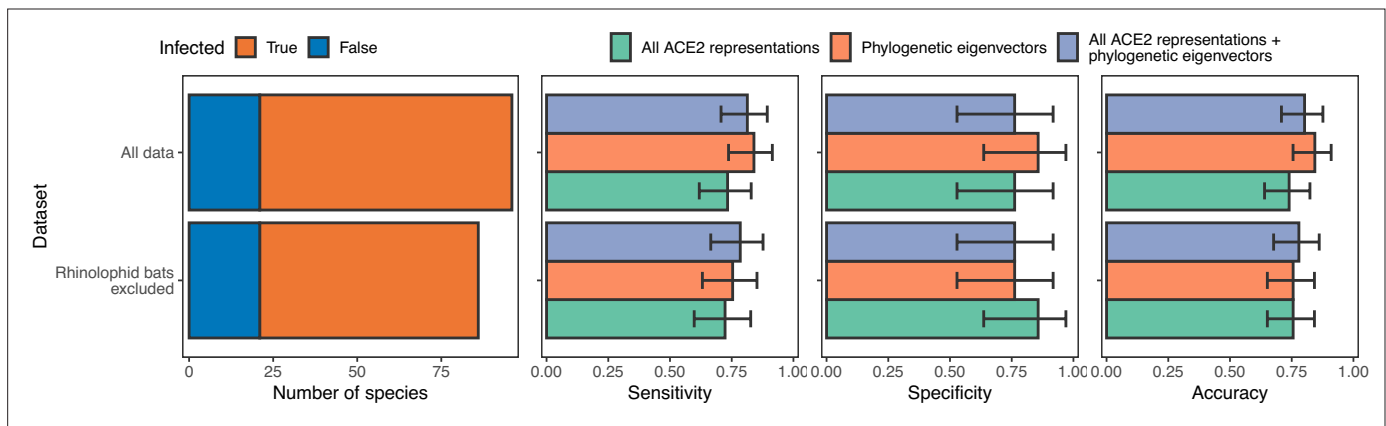 Infected True False
All ACE2 representations Phylogenetic eigenvectors All ACE2 representations +
phylogenetic eigenvectors
Dataset
All data
Rhinolophid bats
excluded
0 25 50 75
Number of species
0.00 0.25 0.50 0.75 1.00
Sensitivity
0.00 0.25 0.50 0.75 1.00
Specificity
0.00 0.25 0.50 0.75 1.00
Accuracy